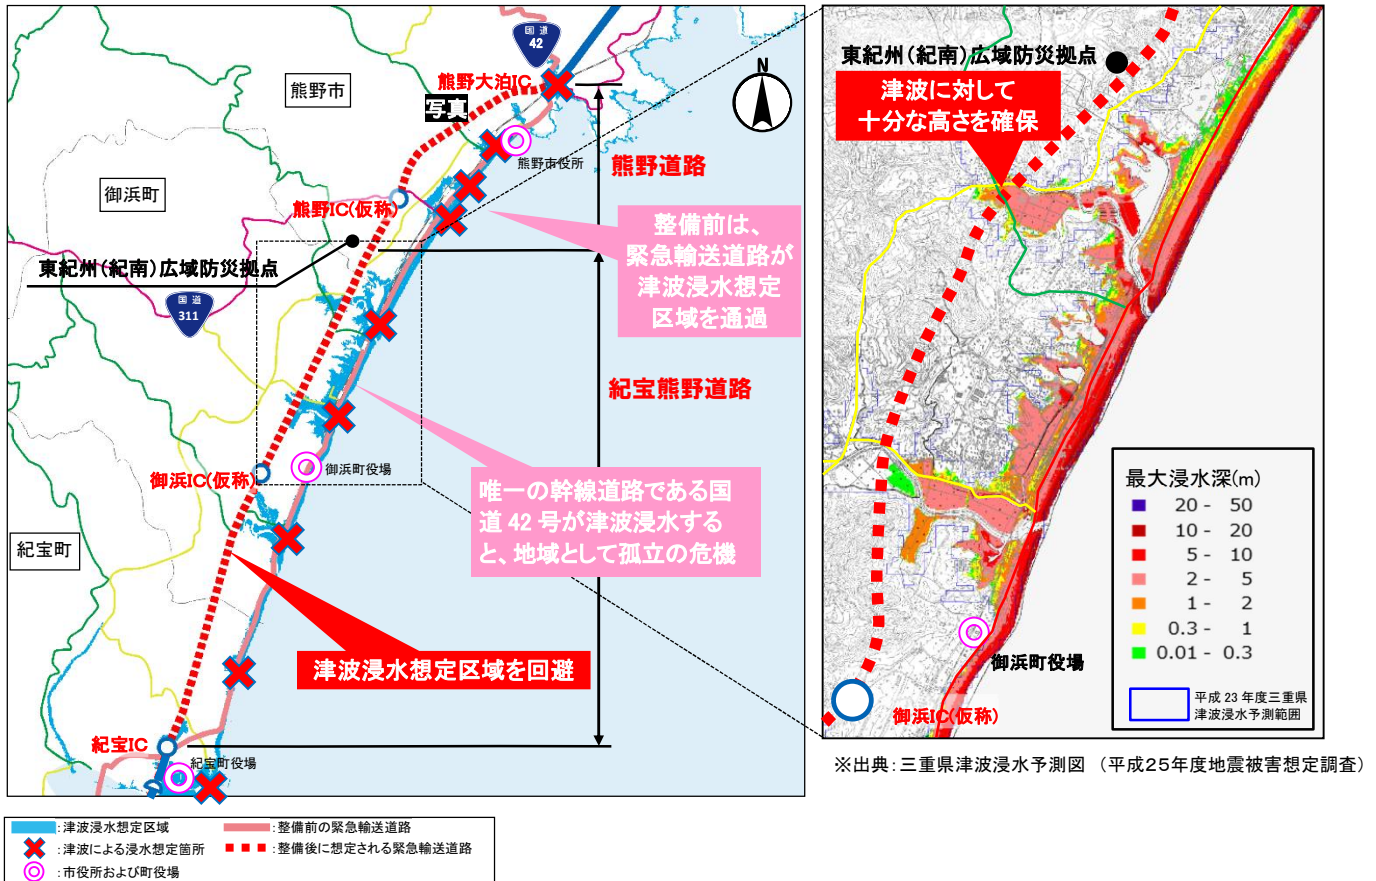 国道
42
熊野大泊IC
写真
熊野市
N
熊野市役所
熊野道路
御浜町
熊野IC(仮称)
整備前は、
緊急輸送道路が
津波浸水想定
区域を通過
東紀州(紀南)広域防災拠点
国道
311
紀宝熊野道路
御浜IC(仮称)
御浜町役場
唯一の幹線道路である国
道 42 号が津波浸水する
と、地域として孤立の危機
紀宝町
津波浸水想定区域を回避
紀宝IC
紀宝町役場
:津波浸水想定区域
:整備前の緊急輸送道路
:津波による浸水想定箇所
:整備後に想定される緊急輸送道路
:市役所および町役場
東紀州(紀南)広域防災拠点
津波に対して
十分な高さを確保
最大浸水深(m)
20 - 50
10 - 20
5 - 10
2 - 5
1 - 2
0.3 - 1
0.01 - 0.3
平成 23 年度三重県
津波浸水予測範囲
御浜町役場
御浜IC(仮称)
※出典:三重県津波浸水予測図 (平成25年度地震被害想定調査)